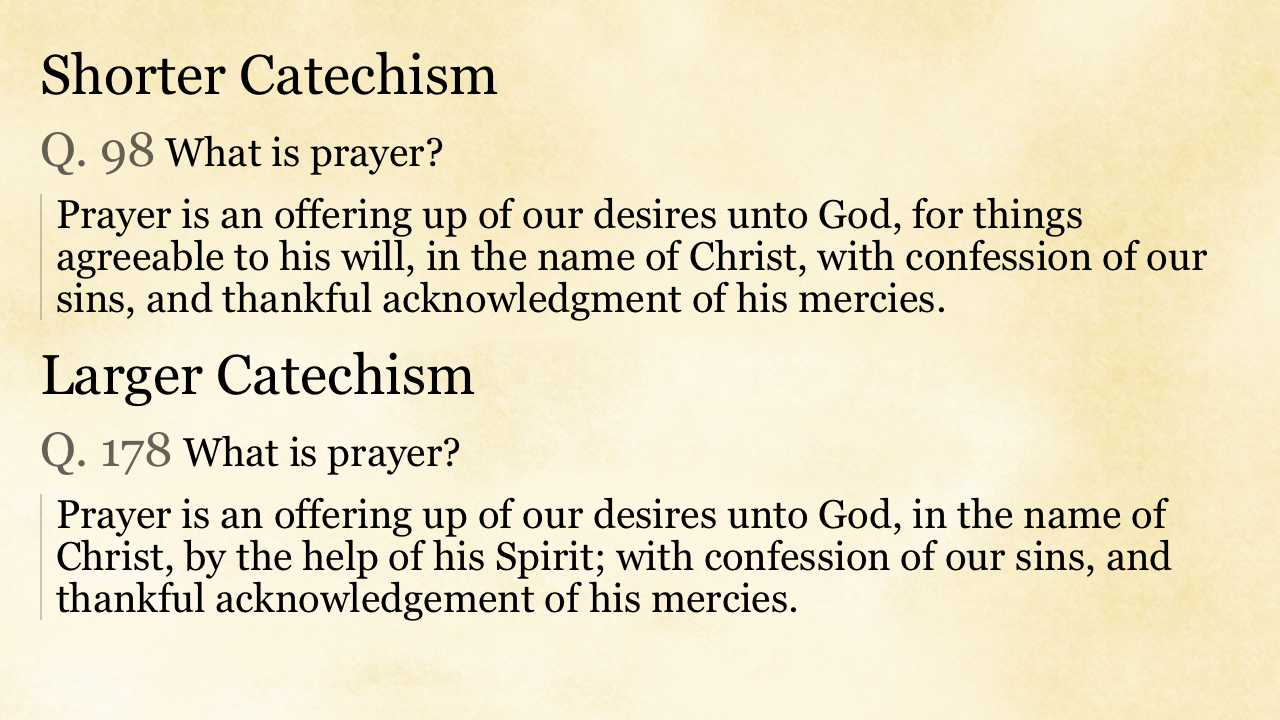 Shorter Catechism
Q. 98 What is prayer?
Prayer is an offering up of our desires unto God, for things
agreeable to his will, in the name of Christ, with confession of our
sins, and thankful acknowledgment of his mercies.
Larger Catechism
Q. 178 What is prayer?
Prayer is an offering up of our desires unto God, in the name of
Christ, by the help of his Spirit; with confession of our sins, and
thankful acknowledgement of his mercies.